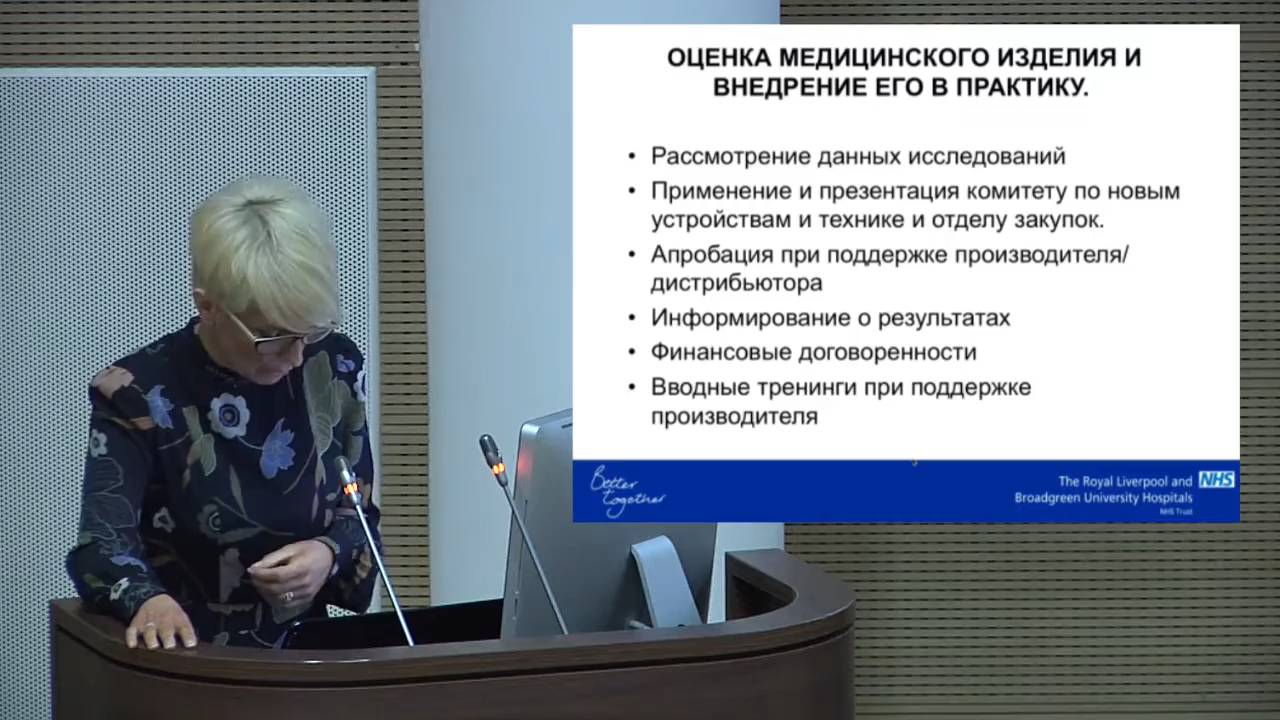 ОЦЕНКА МЕДИЦИНСКОГО ИЗДЕЛИЯ И
ВНЕДРЕНИЕ ЕГО В ПРАКТИКУ.
• Рассмотрение данных исследований
• Применение и презентация комитету по новым
устройствам и технике и отделу закупок.
• Апробация при поддержке производителя/
дистрибьютора
• Информирование о результатах
• Финансовые договоренности
• Вводные тренинги при поддержке
производителя
Better
together
The Royal Liverpool and NHS
Broadgreen University Hospitals
NHS Trust